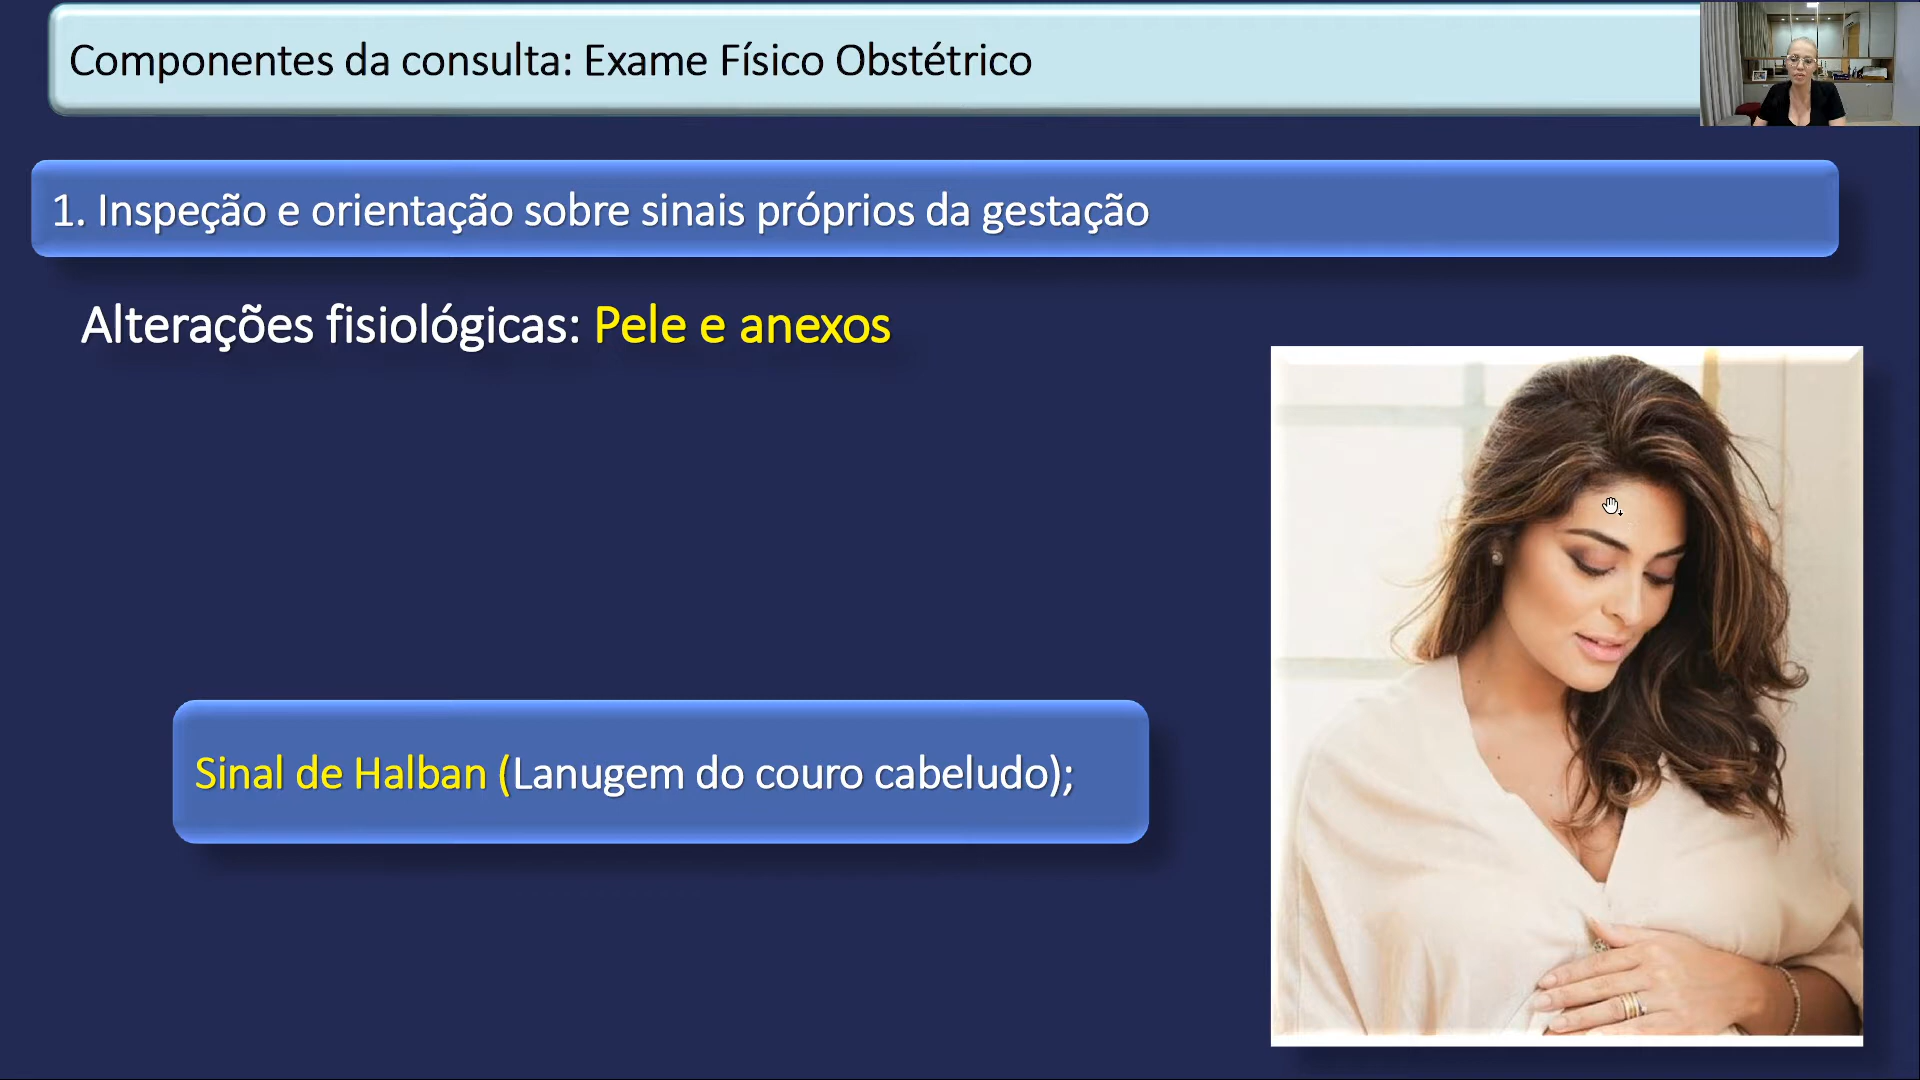 Componentes da consulta: Exame Físico Obstétrico
1. Inspeção e orientação sobre sinais próprios da gestação
Alterações fisiológicas: Pele e anexos
Sinal de Halban (Lanugem do couro cabeludo);